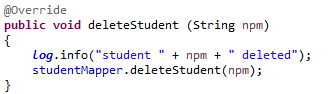 @Override
public void deleteStudent (String npm)
{
    log.info("student " + npm + " deleted");
    studentMapper.deleteStudent(npm);
}